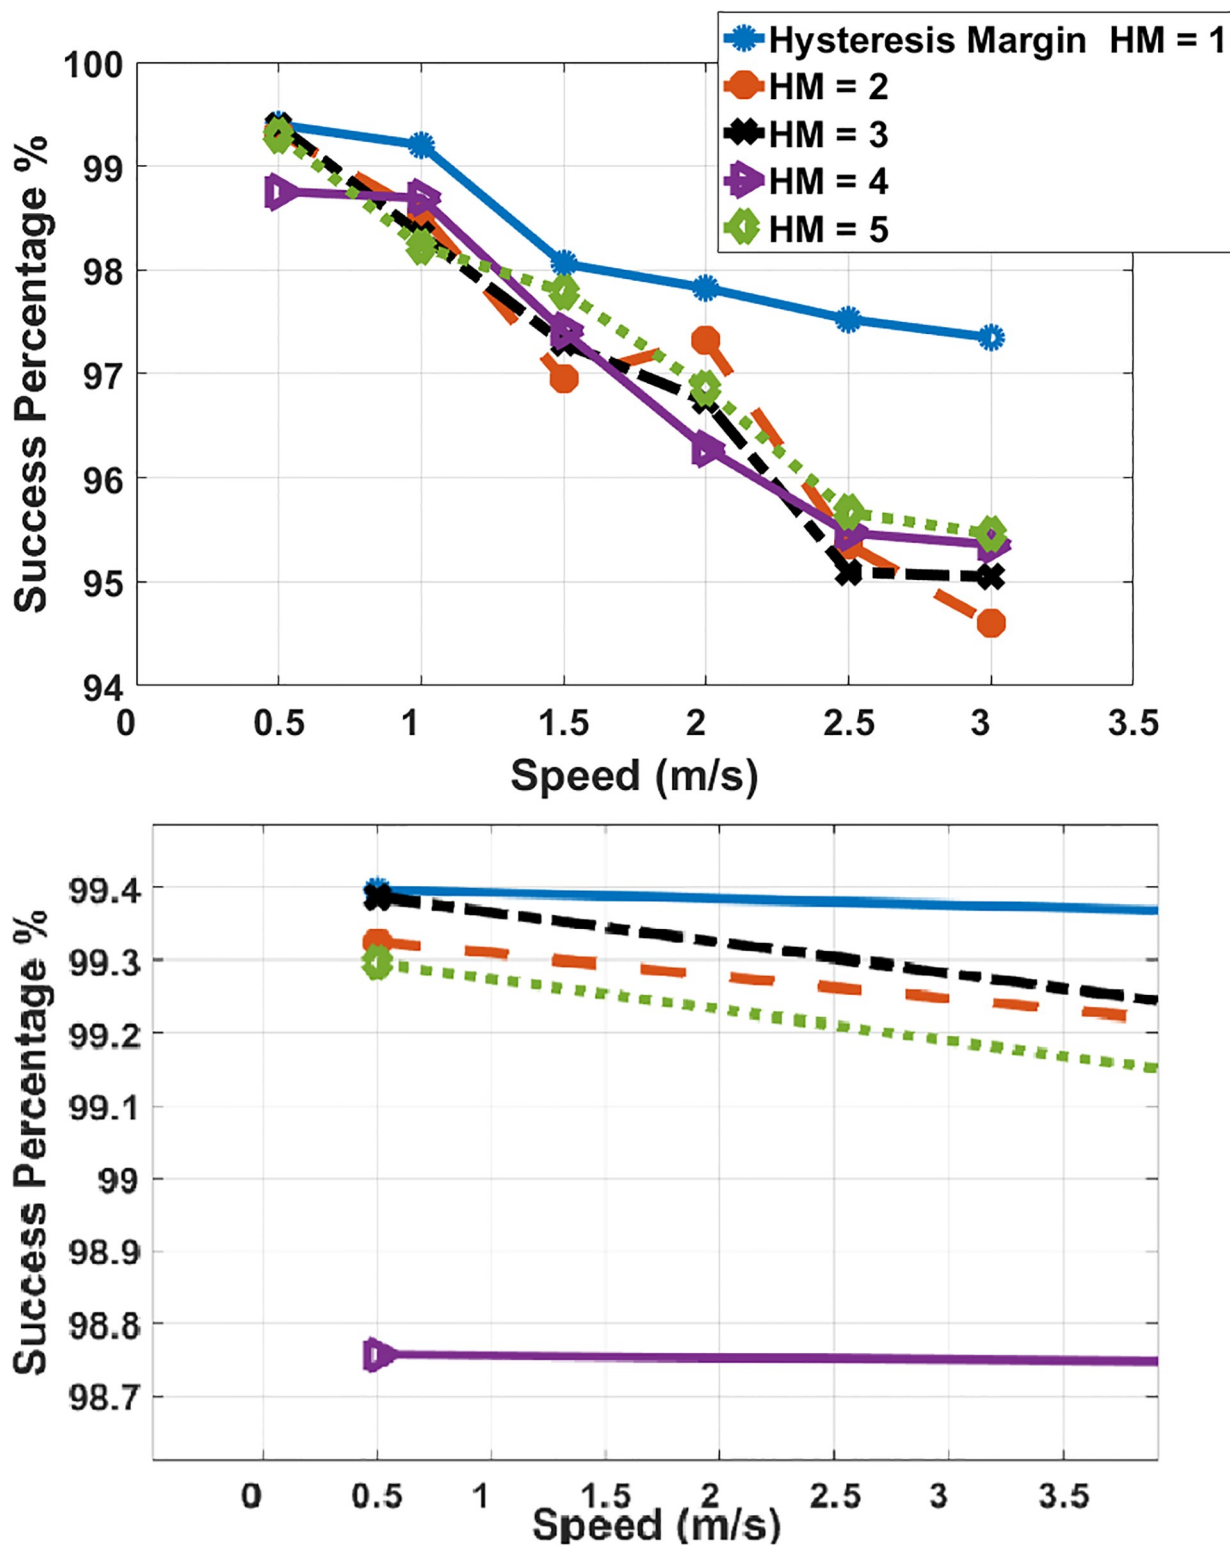 Hysteresis Margin HM = 1
HM = 2
HM = 3
HM = 4
HM = 5
Success Percentage %
100
99
98
97
96
95
94
0 0.5 1 1.5 2 2.5 3 3.5
Speed (m/s)
Success Percentage %
99.4
99.3
99.2
99.1
99
98.9
98.8
98.7
0 0.5 1 1.5 2 2.5 3 3.5
Speed (m/s)